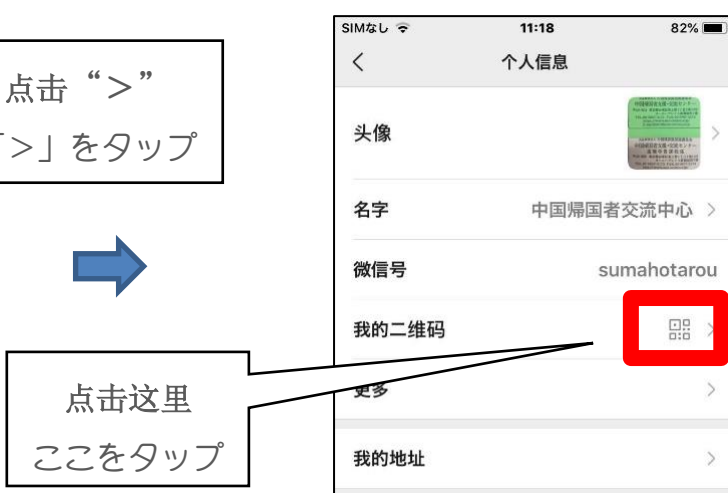 点击“>”
「>」をタップ
点击这里
ここをタップ
SIMなし 11:18 82%
个人信息
头像
名字 中国帰国者交流中心 >
微信号 sumahotarou
我的二维码 >
更多 >
我的地址 >